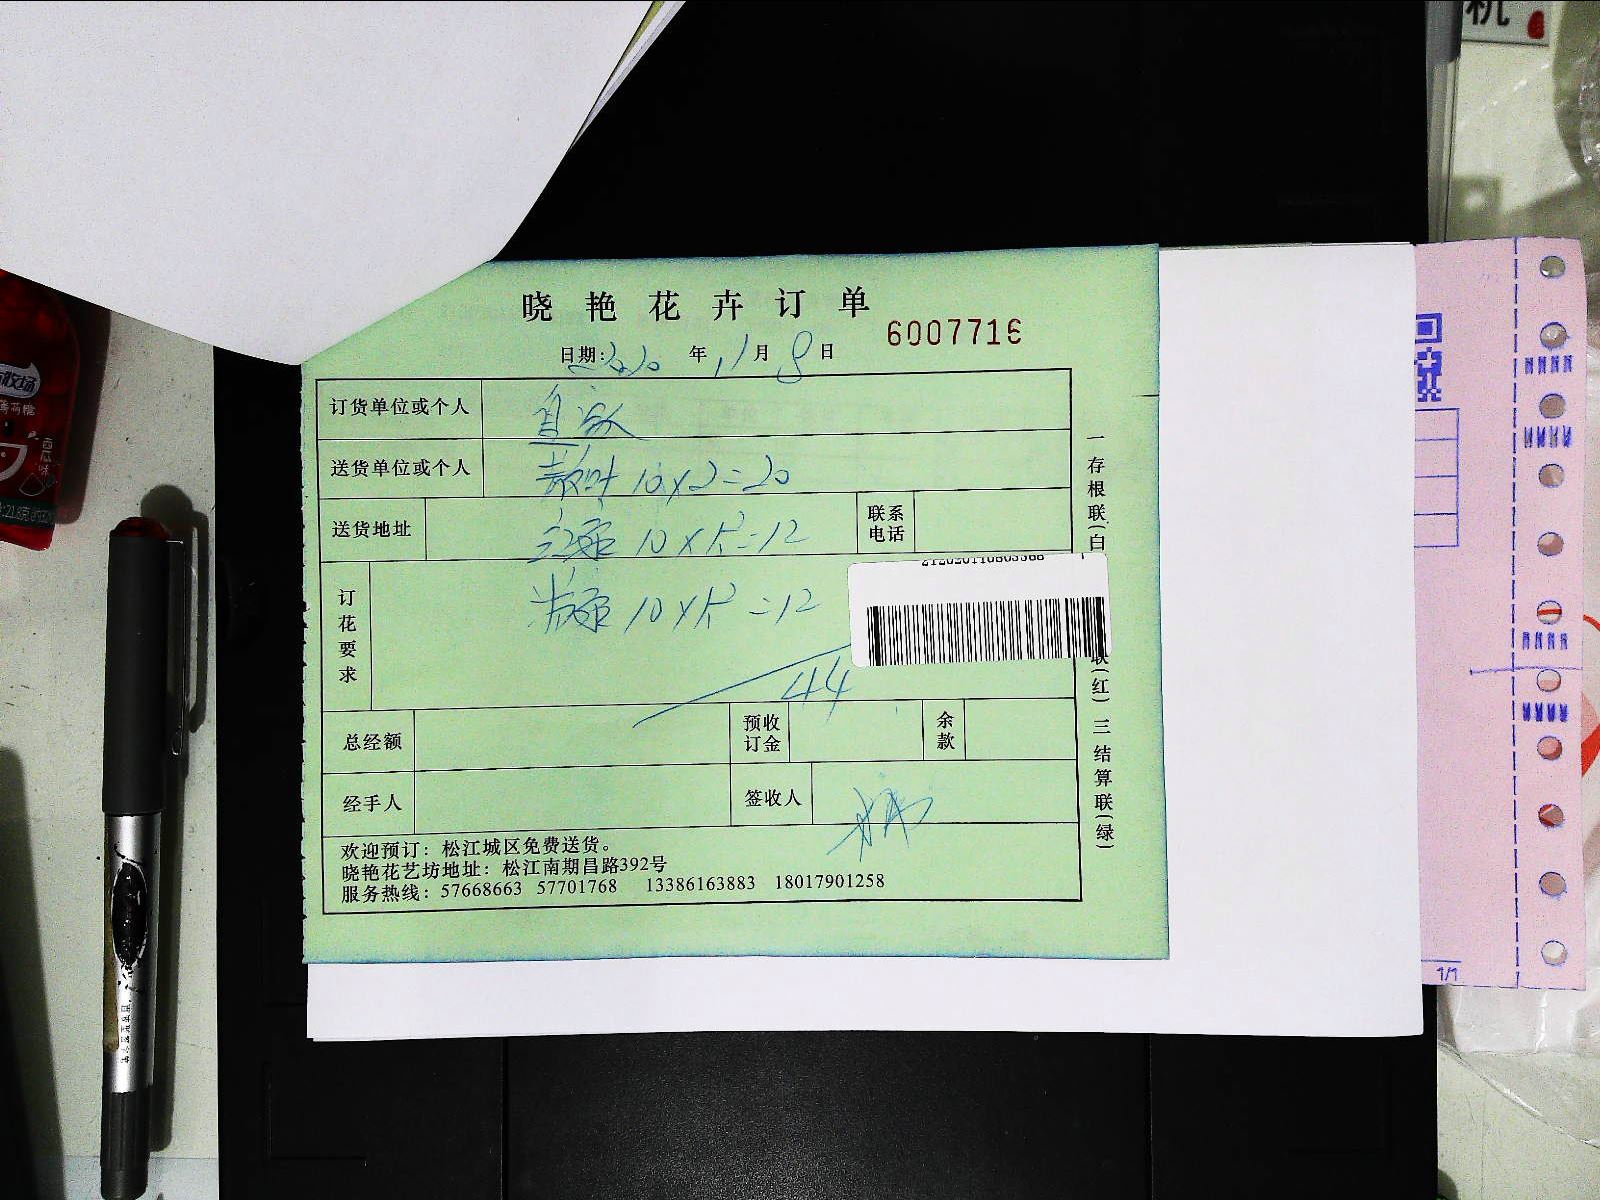 晓艳花卉订单
6007716
日期: 2020 年 11 月 8 日
订货单位或个人
送货单位或个人 散叶 10×2=20
送货地址 10× =12 联系电话
订花要求 10× =12
44
总经额 预收订金 余款
经手人 签收人
欢迎预订：松江城区免费送货。
晓艳花艺坊地址：松江南期昌路392号
服务热线：57668663 57701768 13386163883 18017901258
一存根联(白
联(红) 三结算联(绿)
1/1